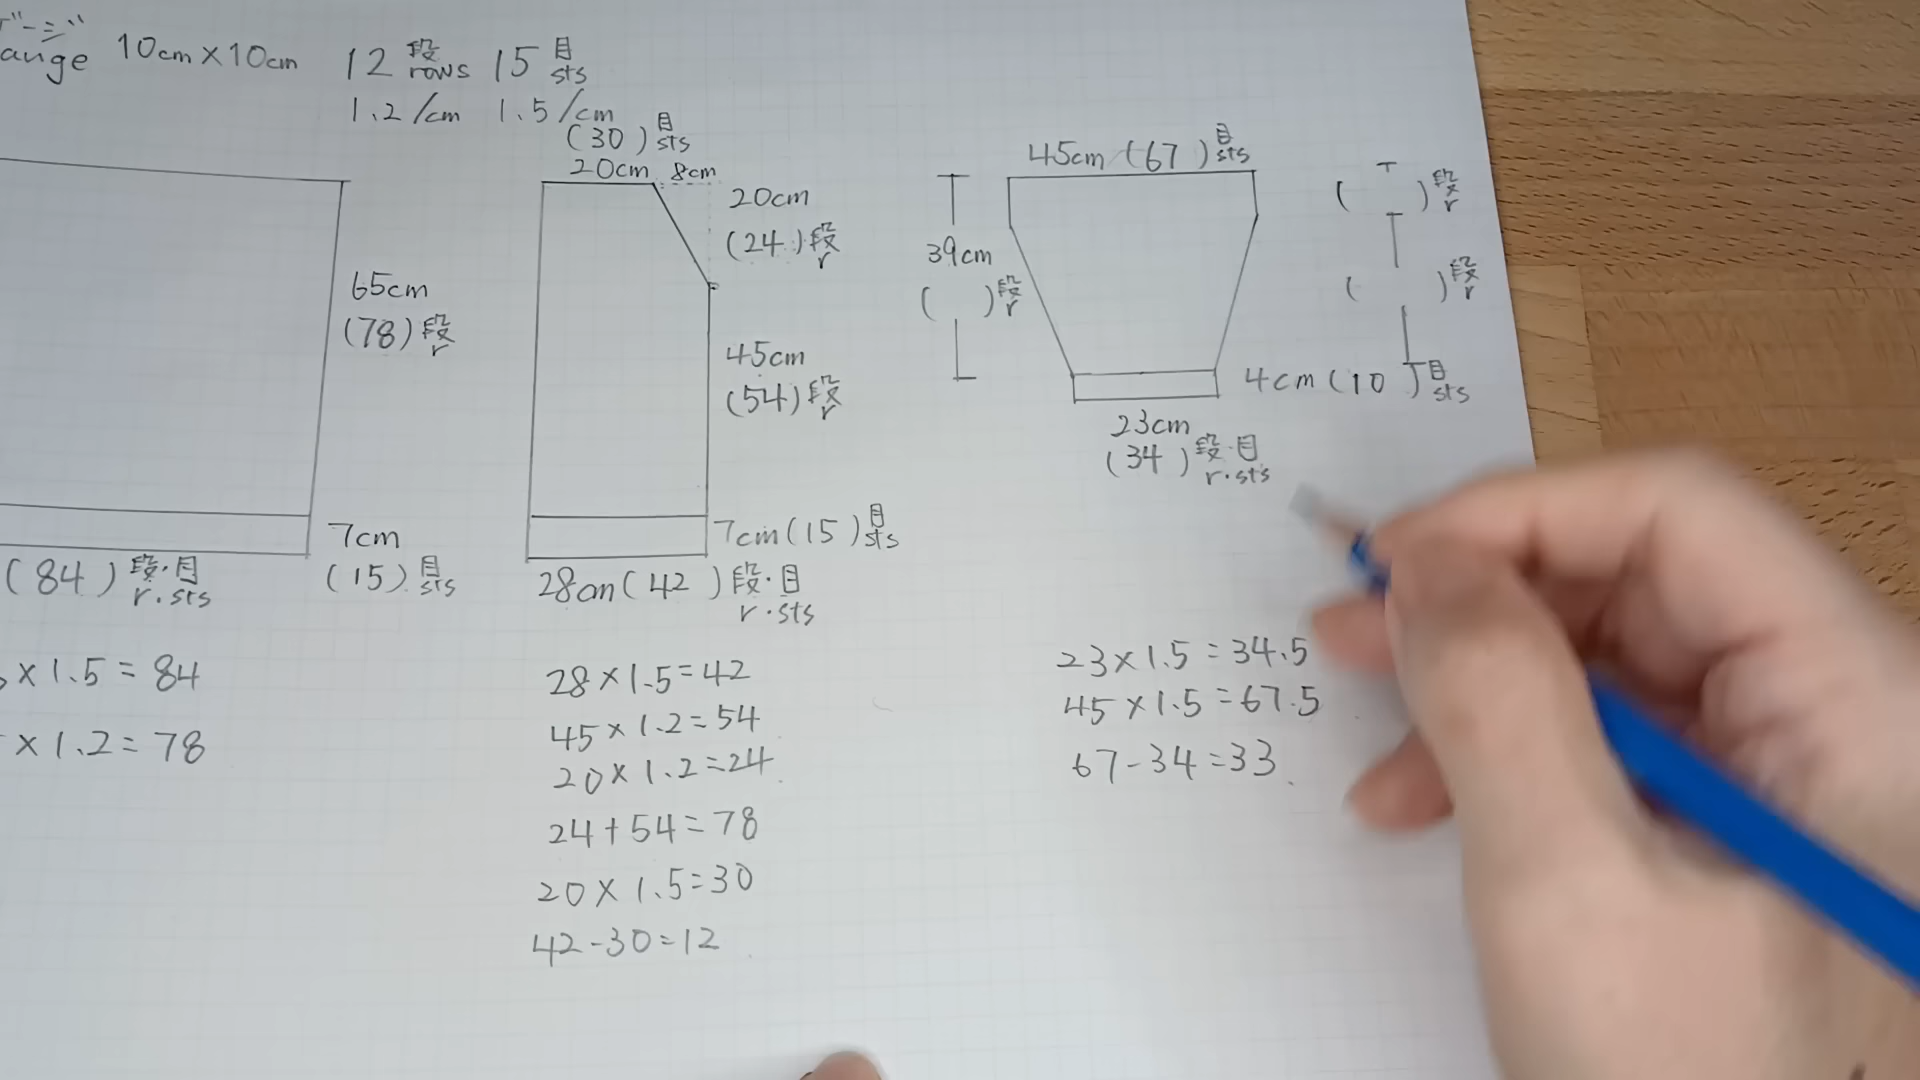 ゲージ
auge 10cm×10cm 12段 rows 15目 sts
1.2/cm 1.5/cm
65cm
(78)段 r
7cm
(15)目 sts
(84)段・目 r.sts
×1.5=84
×1.2=78
(30)目 sts
20cm 8cm
20cm
(24)段 r
45cm
(54)段 r
7cm(15)目 sts
28cm(42)段・目 r・sts
28×1.5=42
45×1.2=54
20×1.2=24
24+54=78
20×1.5=30
42-30=12
45cm(67)目 sts
39cm
( )段 r
( )段 r
( )段 r
4cm(10)目 sts
23cm
(34)段・目 r・sts
23×1.5=34.5
45×1.5=67.5
67-34=33